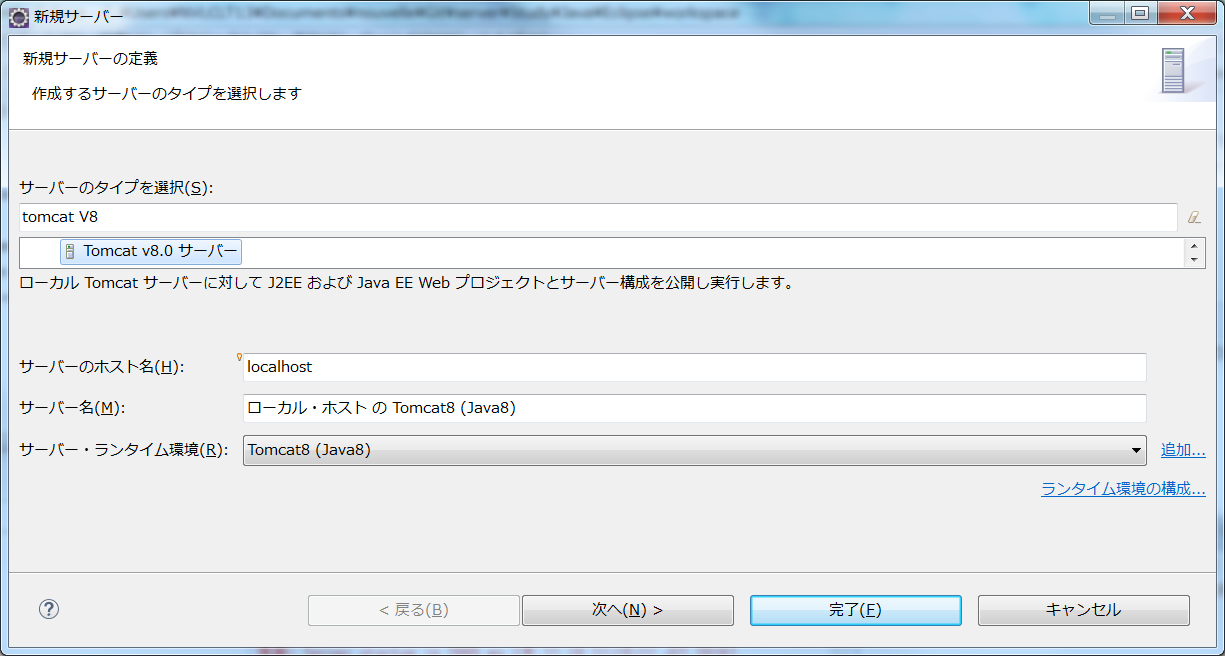 新規サーバー
新規サーバーの定義
作成するサーバーのタイプを選択します
サーバーのタイプを選択(S):
tomcat V8
Tomcat v8.0 サーバー
ローカル Tomcat サーバーに対して J2EE および Java EE Web プロジェクトとサーバー構成を公開し実行します。
サーバーのホスト名(H): localhost
サーバー名(M): ローカル・ホスト の Tomcat8 (Java8)
サーバー・ランタイム環境(R): Tomcat8 (Java8) 追加...
ランタイム環境の構成...
< 戻る(B) 次へ(N) > 完了(F) キャンセル